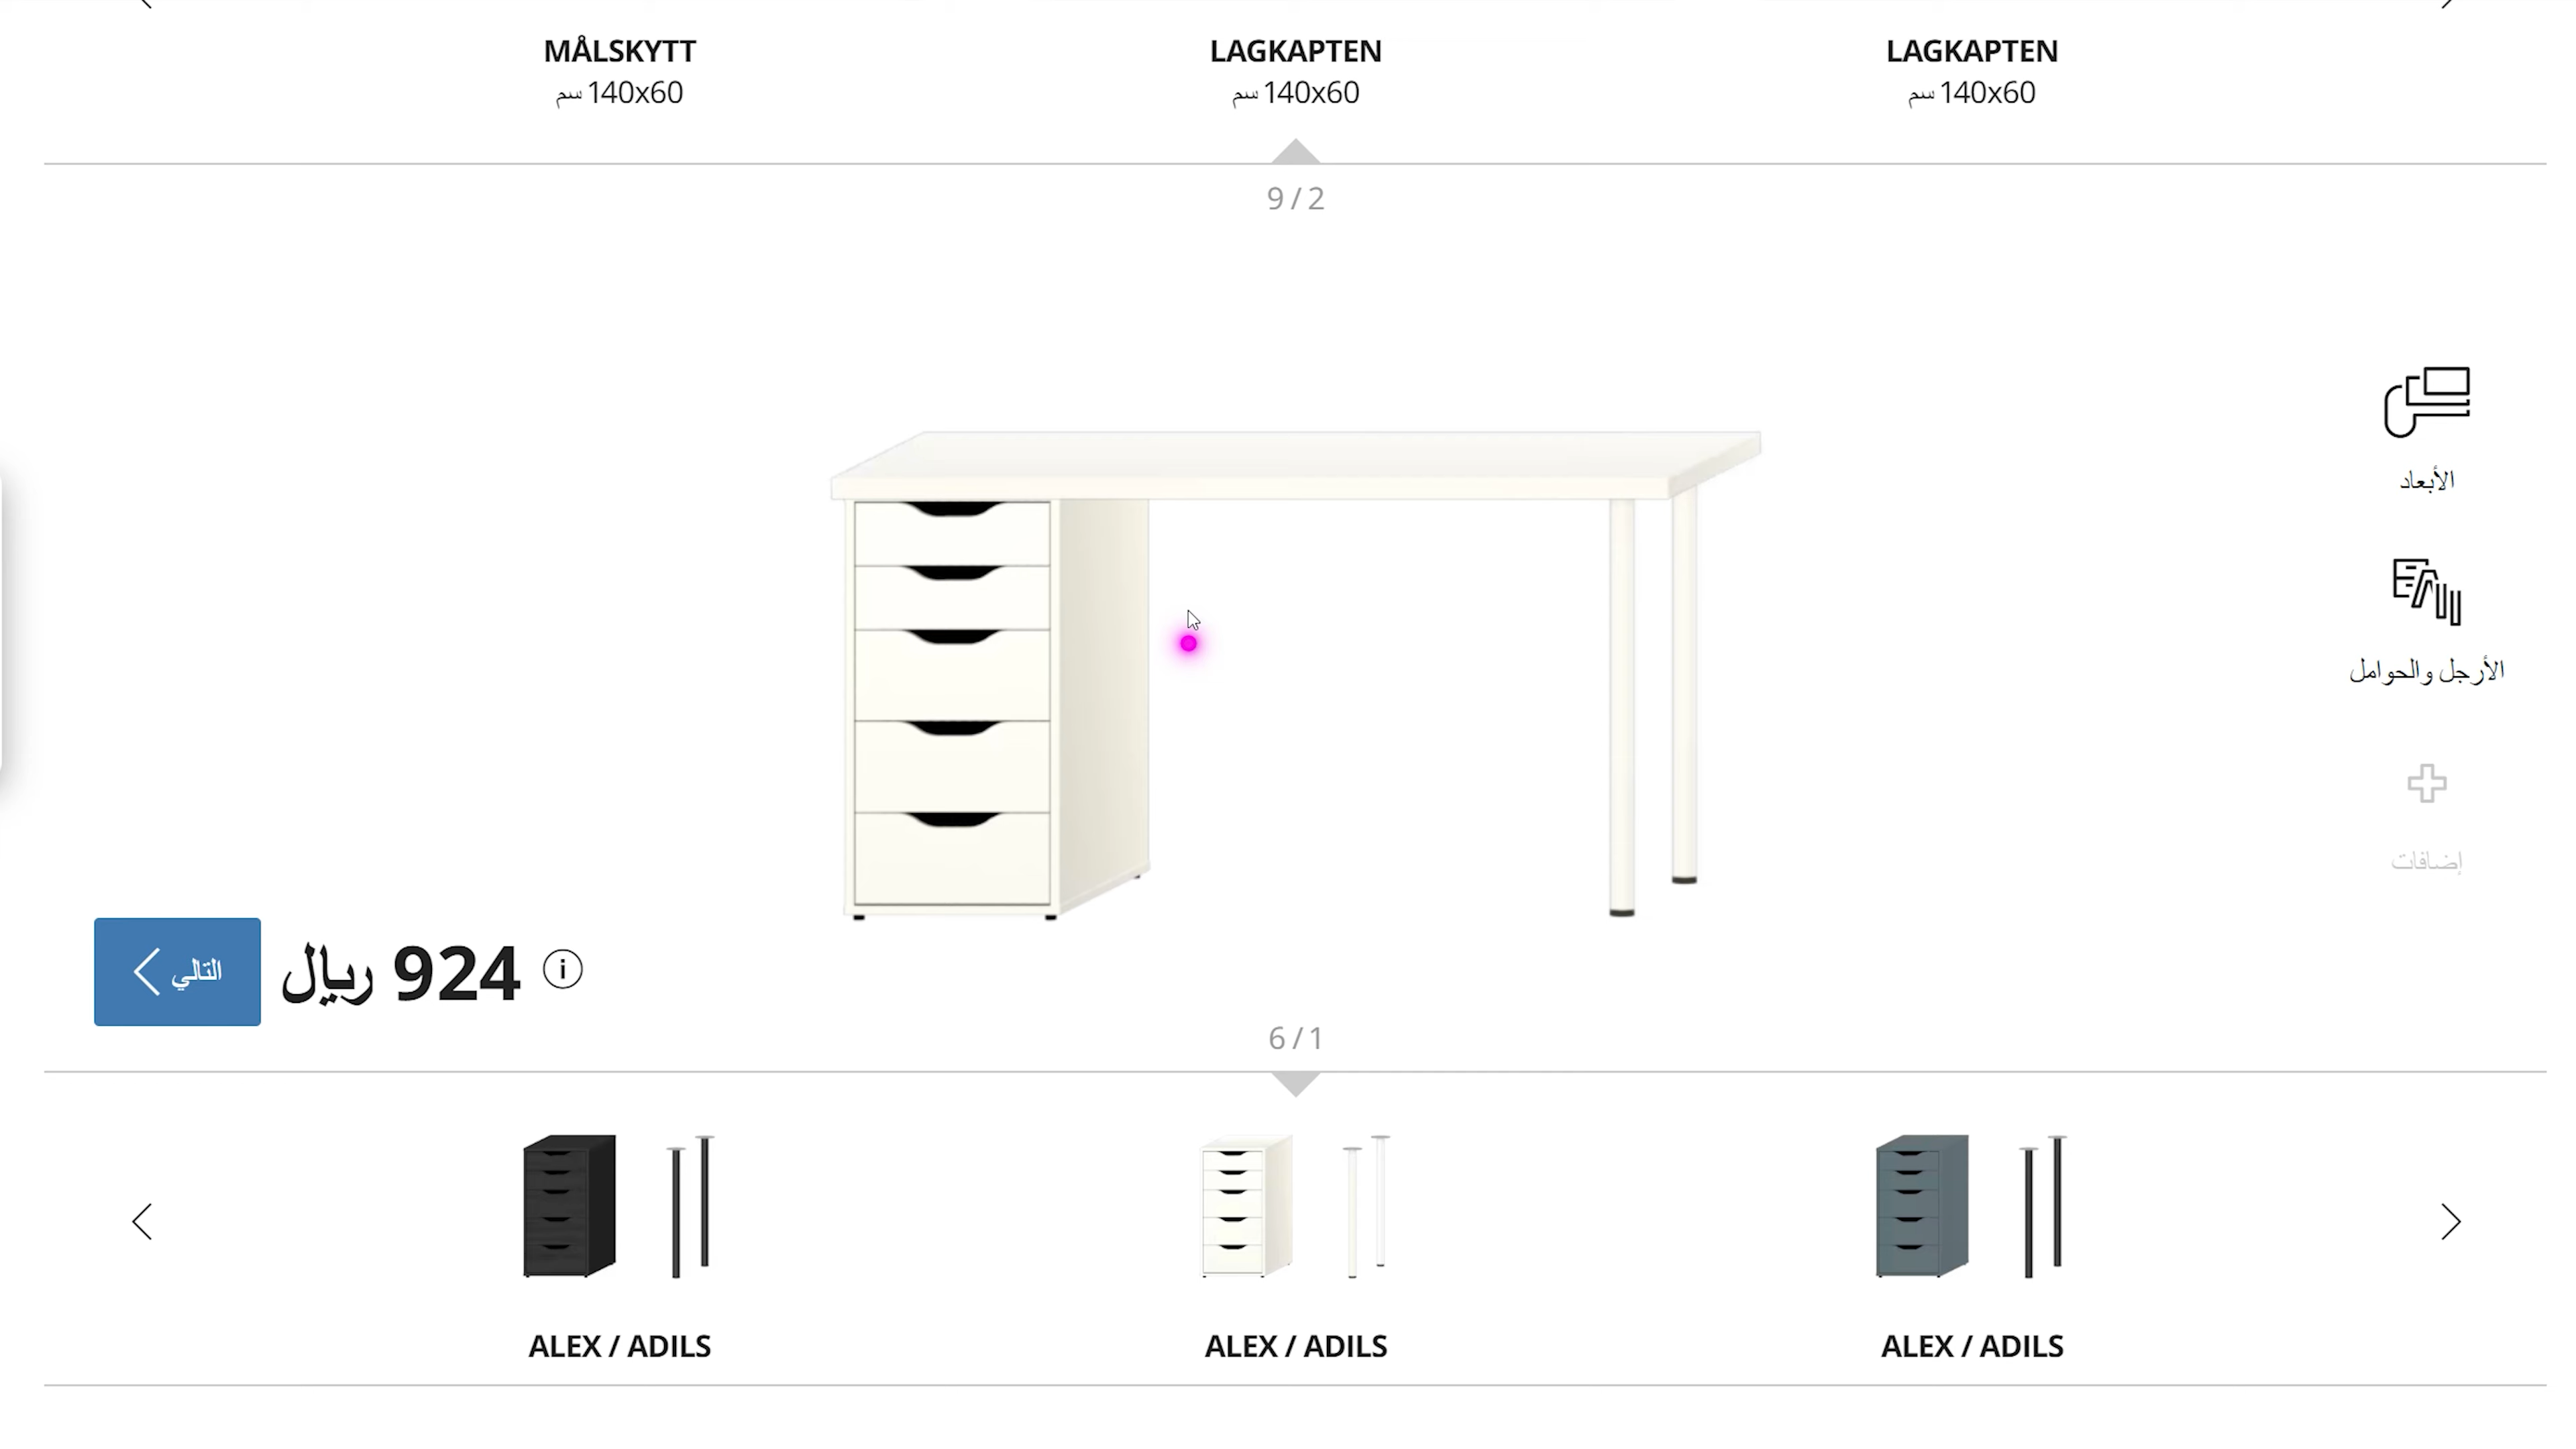 MÅLSKYTT
140x60 سم
LAGKAPTEN
140x60 سم
LAGKAPTEN
140x60 سم
9 / 2
الأبعاد
الأرجل والحوامل
إضافات
924 ريال
التالي
6 / 1
ALEX / ADILS
ALEX / ADILS
ALEX / ADILS